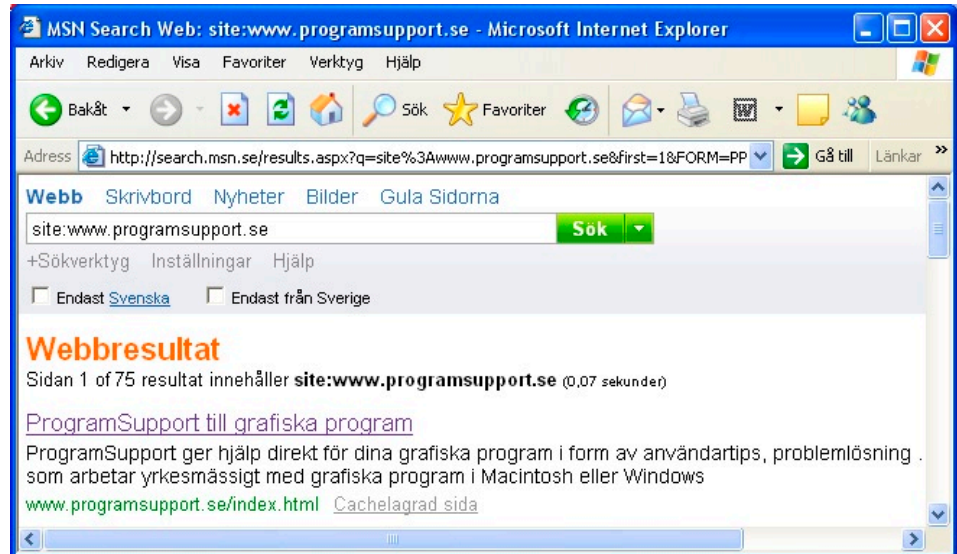 MSN Search Web: site:www.programsupport.se - Microsoft Internet Explorer
Arkiv Redigera Visa Favoriter Verktyg Hjälp
Bakåt Sök Favoriter
Adress http://search.msn.se/results.aspx?q=site%3Awww.programsupport.se&first=1&FORM=PP Gå till Länkar »
Webb Skrivbord Nyheter Bilder Gula Sidorna
site:www.programsupport.se Sök
+Sökverktyg Inställningar Hjälp
Endast Svenska Endast från Sverige
Webbresultat
Sidan 1 of 75 resultat innehåller site:www.programsupport.se (0,07 sekunder)
ProgramSupport till grafiska program
ProgramSupport ger hjälp direkt för dina grafiska program i form av användartips, problemlösning .
som arbetar yrkesmässigt med grafiska program i Macintosh eller Windows
www.programsupport.se/index.html Cachelagrad sida